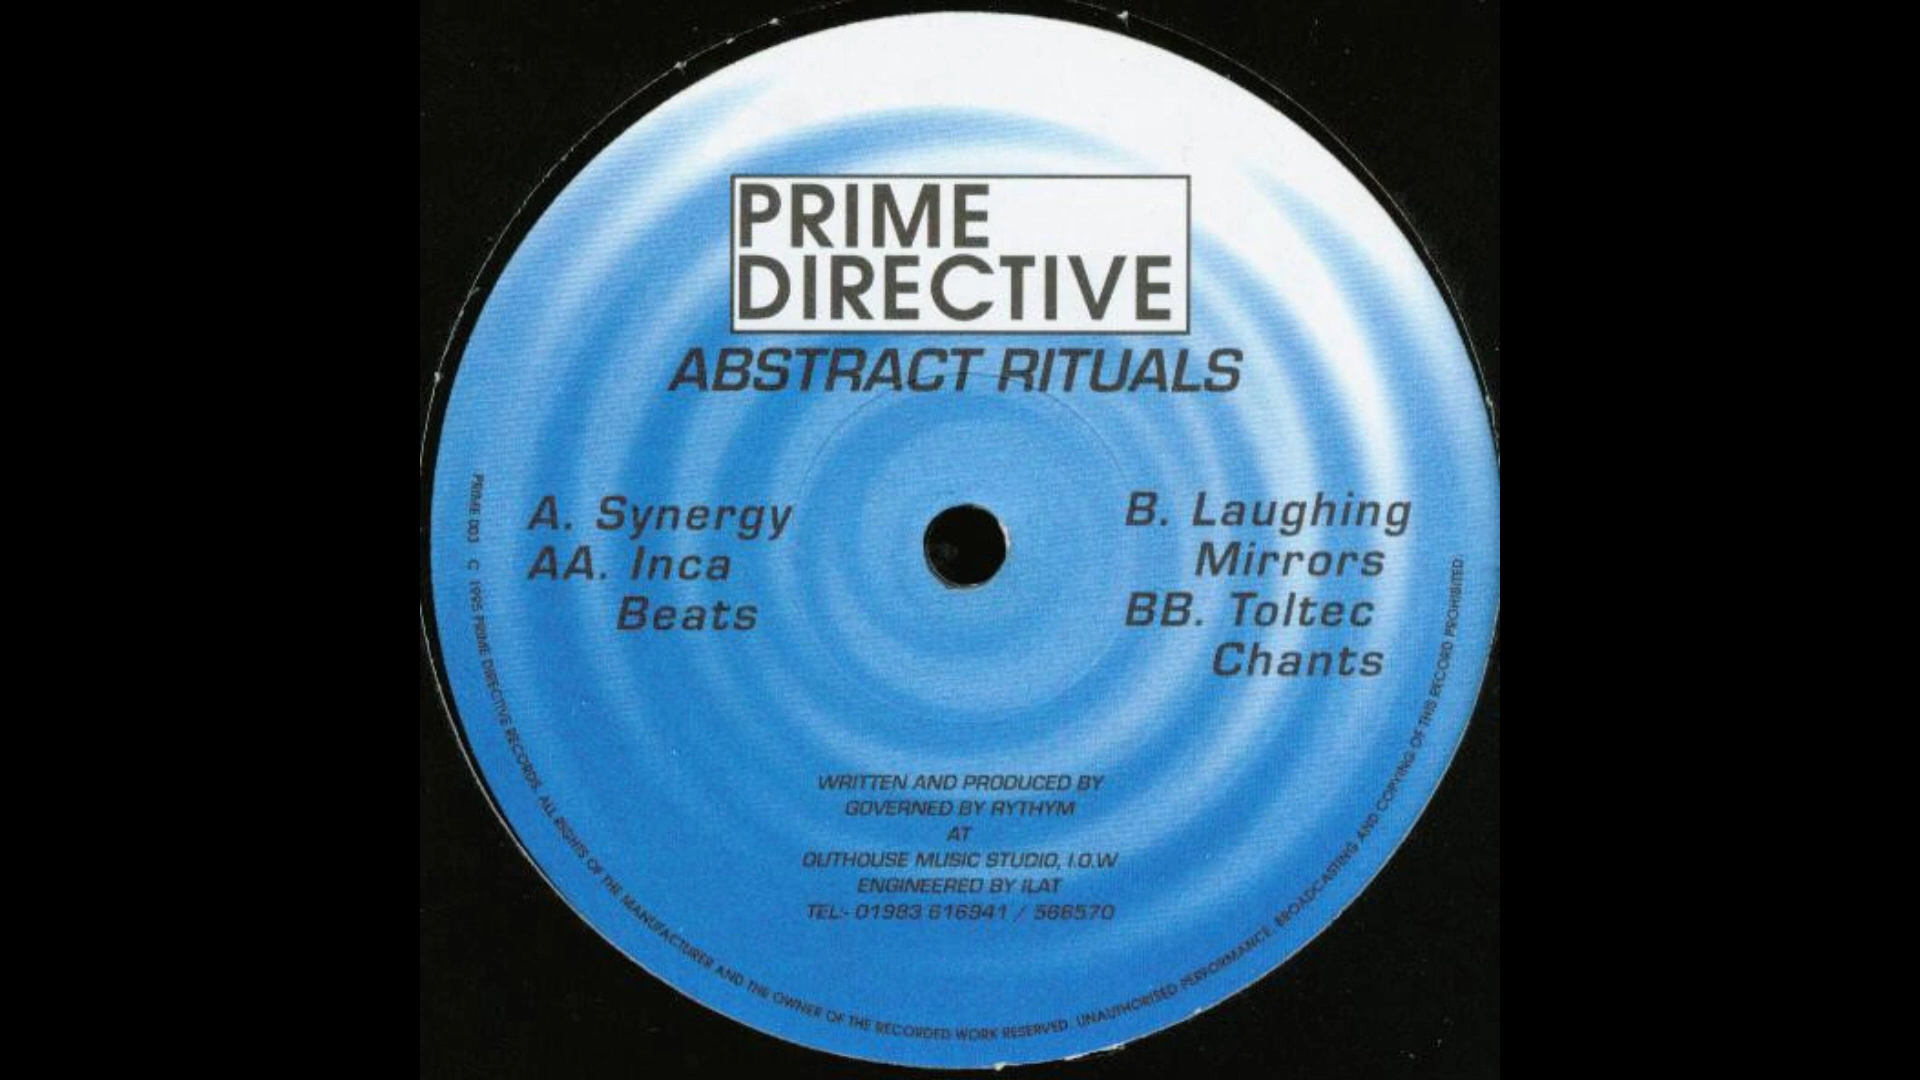 PRIME
DIRECTIVE
ABSTRACT RITUALS
A. Synergy
AA. Inca
Beats
B. Laughing
Mirrors
BB. Toltec
Chants
WRITTEN AND PRODUCED BY
GOVERNED BY RYTHYM
AT
OUTHOUSE MUSIC STUDIO, I.O.W
ENGINEERED BY ILAT
TEL:- 01983 616941 / 566570
PRIME 003 C 1995 PRIME DIRECTIVE RECORDS. ALL RIGHTS OF THE MANUFACTURER AND THE OWNER OF THE RECORDED WORK RESERVED. UNAUTHORISED PERFORMANCE, BROADCASTING AND COPYING OF THIS RECORD PROHIBITED.